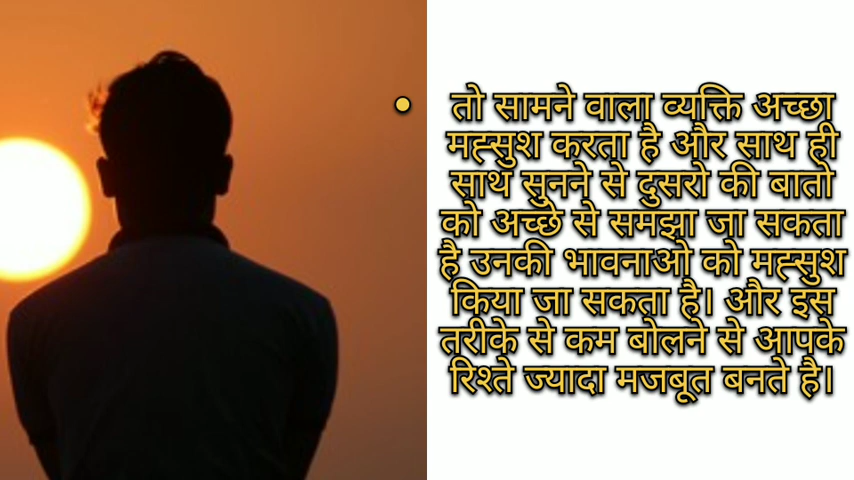 तो सामने वाला व्यक्ति अच्छा
मह्सुश करता है और साथ ही
साथ सुनने से दुसरो की बातो
को अच्छे से समझा जा सकता
है उनकी भावनाओ को मह्सुश
किया जा सकता है। और इस
तरीके से कम बोलने से आपके
रिश्ते ज्यादा मजबूत बनते है।